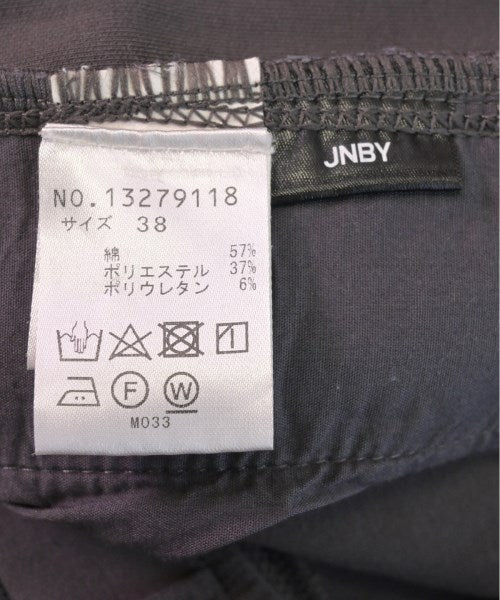 JNBY
NO.13279118
サイズ 38
綿 57%
ポリエステル 37%
ポリウレタン 6%
F W
M033